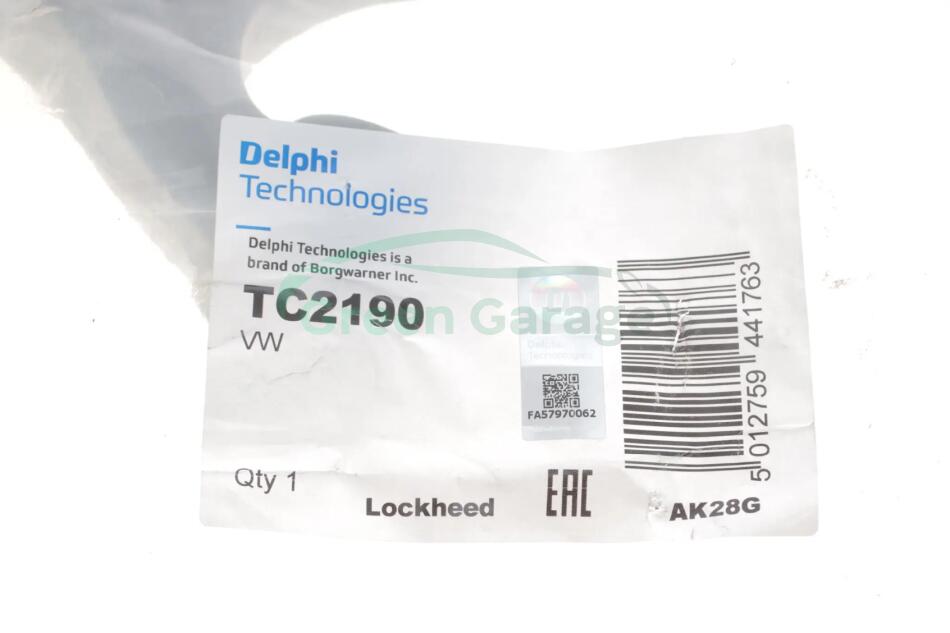 Delphi
Technologies
Delphi Technologies is a
brand of Borgwarner Inc.
TC2190
VW
Green Garage
Delphi
Technologies
FA57970062
5 012759 441763
Qty 1
Lockheed
EAC
AK28G